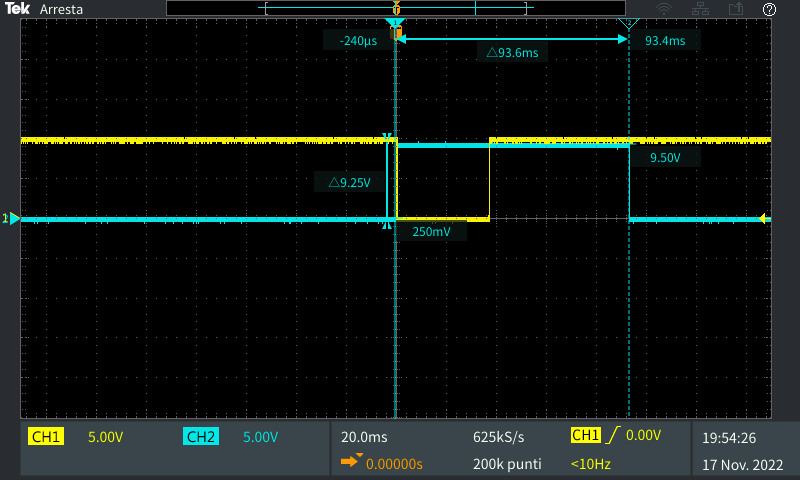 Tek Arresta
-240µs
93.4ms
△93.6ms
9.50V
△9.25V
250mV
CH1 5.00V CH2 5.00V 20.0ms 625kS/s CH1 0.00V 19:54:26
0.00000s 200k punti <10Hz 17 Nov. 2022